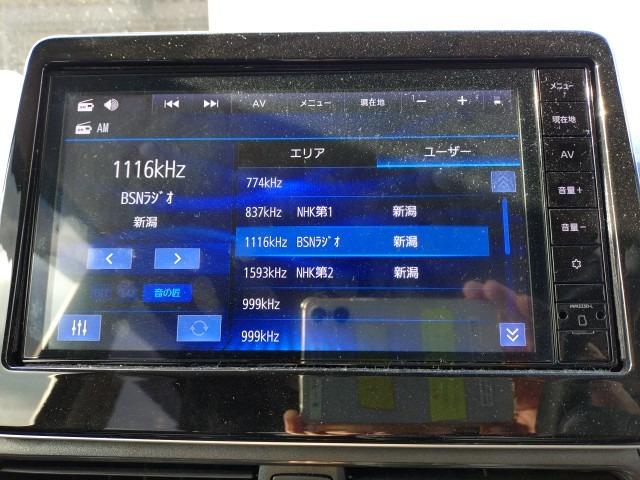 AV メニュー 現在地 － ＋
AM
1116kHz
BSNﾗｼﾞｵ
新潟
音の匠
エリア ユーザー
774kHz
837kHz NHK第1 新潟
1116kHz BSNﾗｼﾞｵ 新潟
1593kHz NHK第2 新潟
999kHz
999kHz
メニュー
現在地
AV
音量＋
音量－